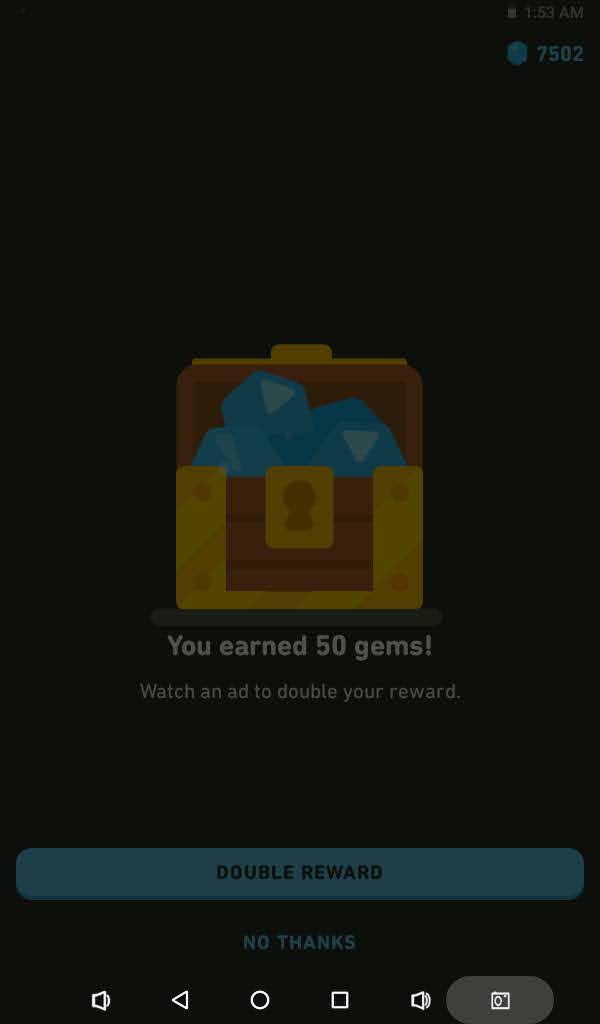 1:53 AM
7502
You earned 50 gems!
Watch an ad to double your reward.
DOUBLE REWARD
NO THANKS